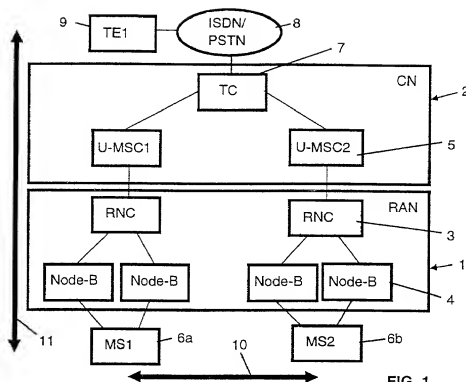 9
TE1
ISDN/
PSTN
8
7
CN
TC
2
U-MSC1
U-MSC2
5
RAN
RNC
RNC
3
1
Node-B
Node-B
Node-B
Node-B
4
11
MS1
6a
10
MS2
6b
FIG. 1